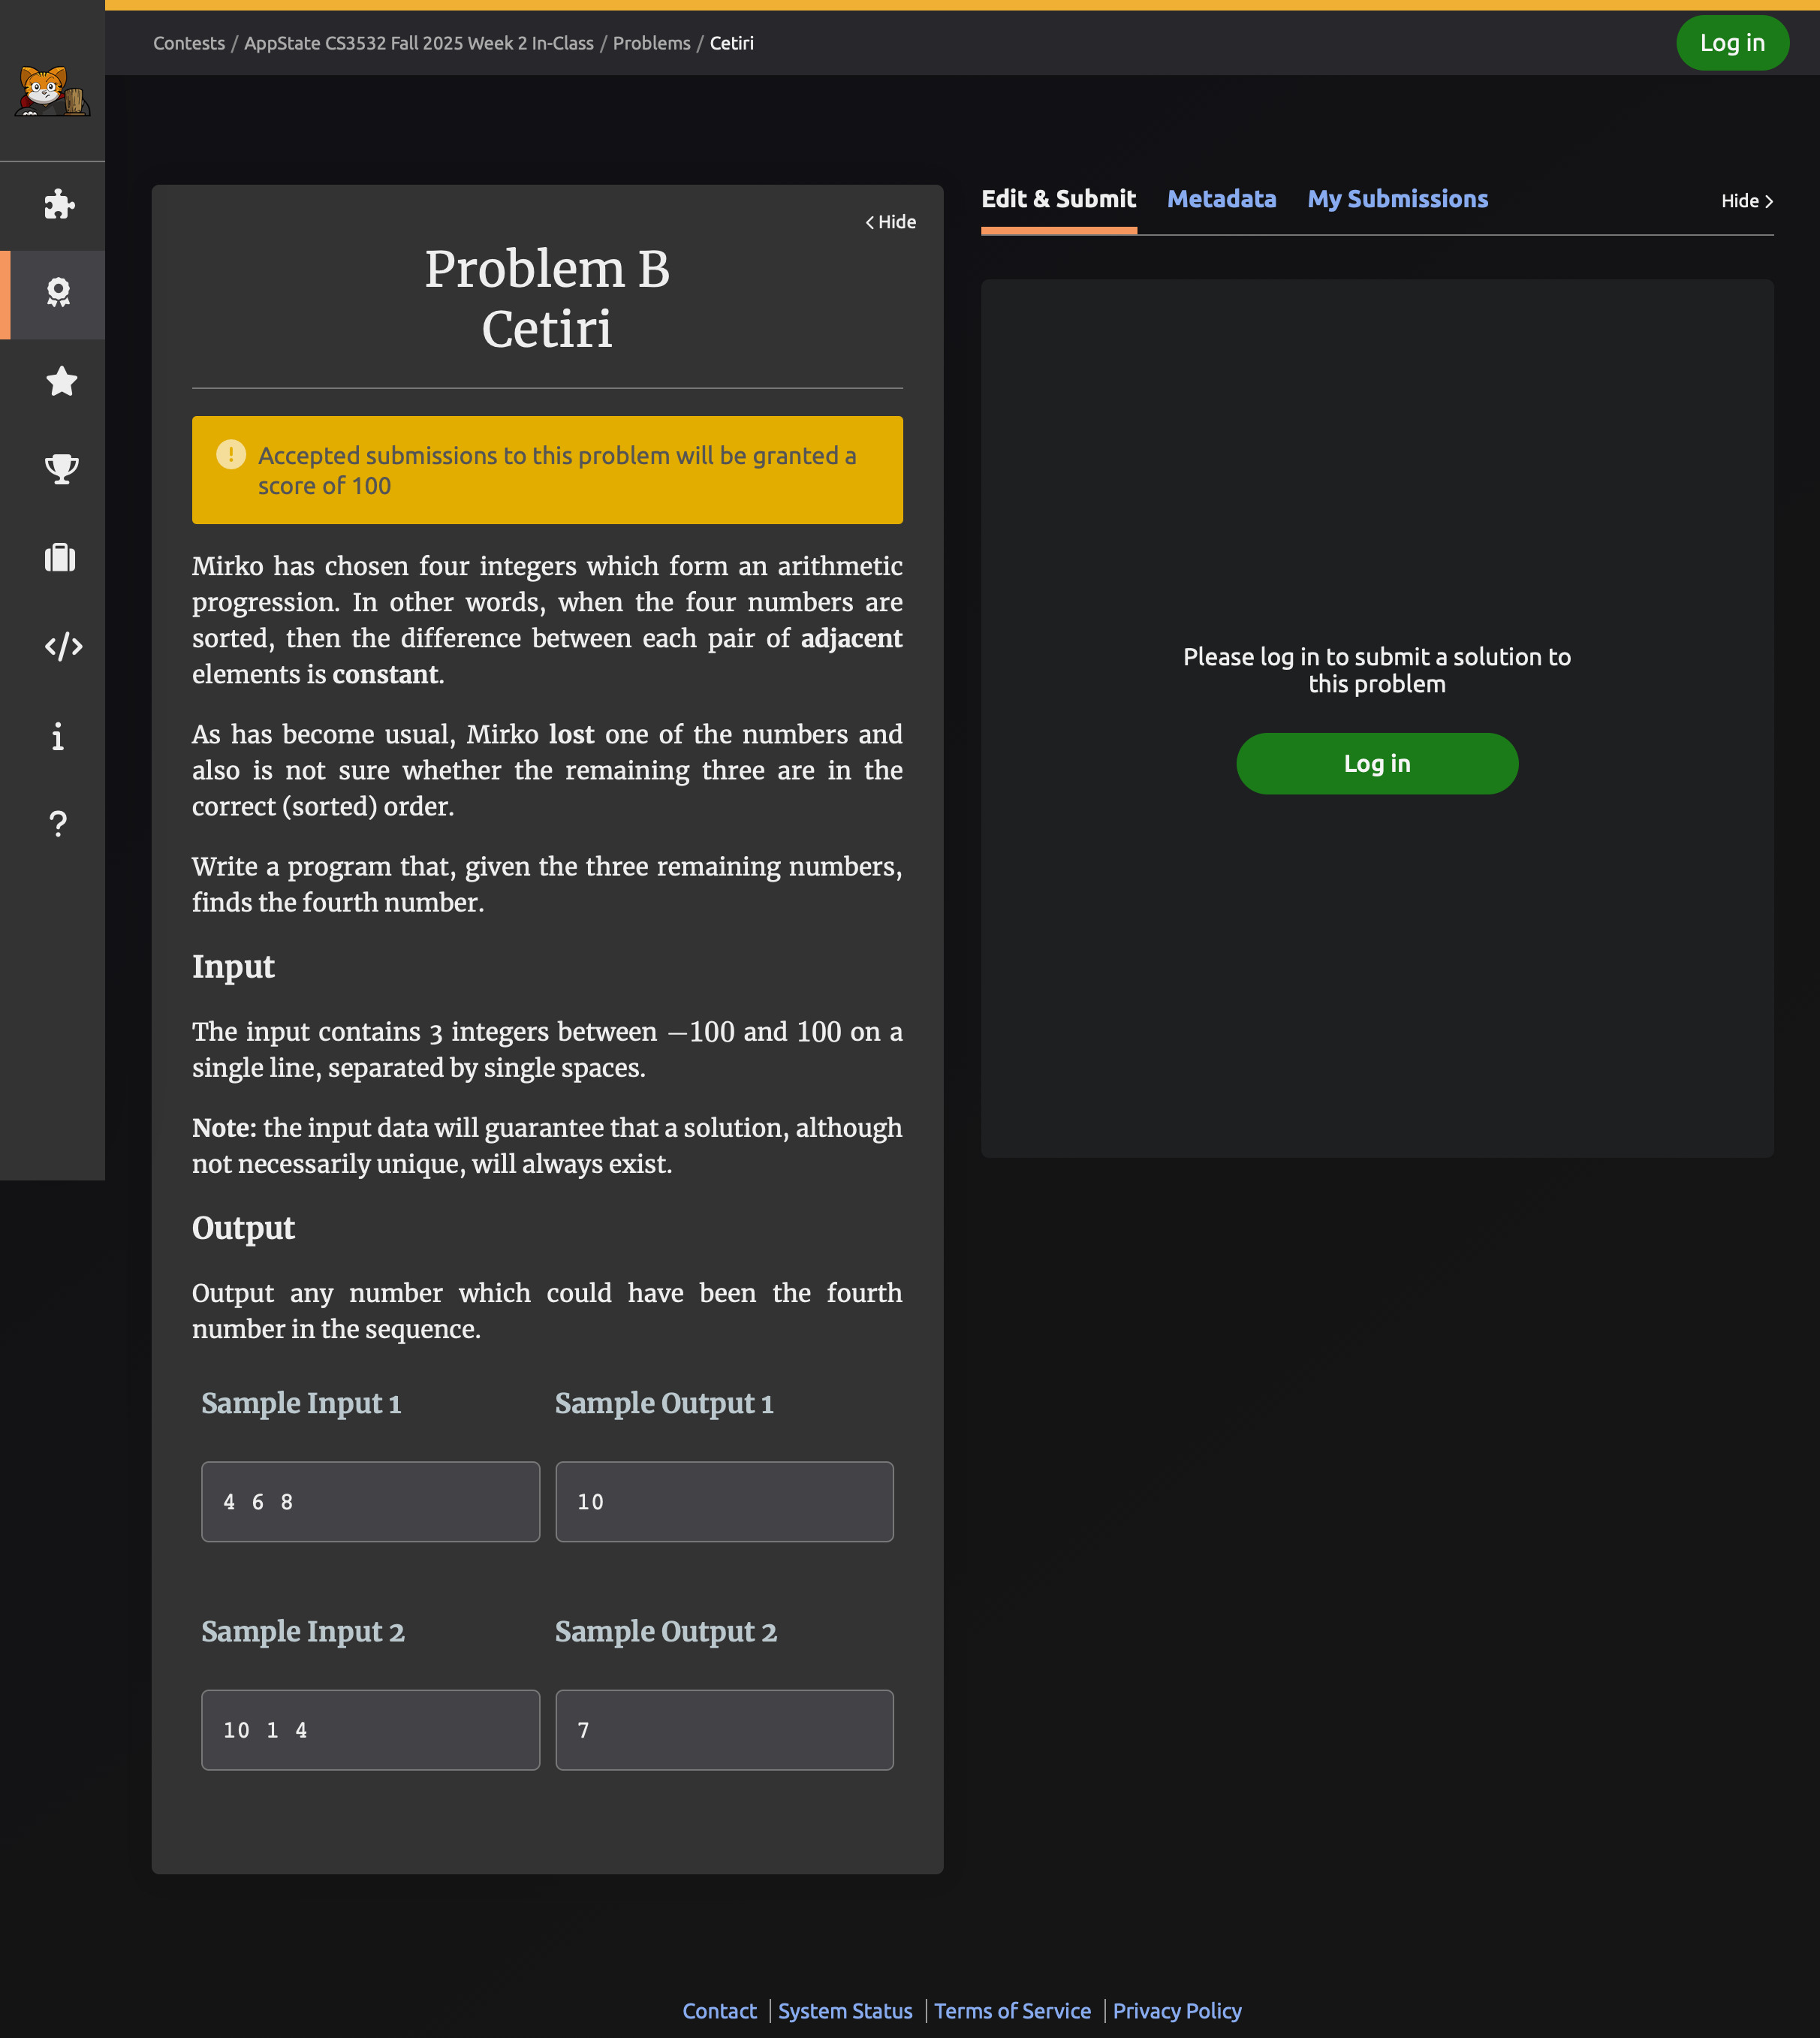 Contests / AppState CS3532 Fall 2025 Week 2 In-Class / Problems / Cetiri
Log in
Hide
Problem B
Cetiri
Accepted submissions to this problem will be granted a
score of 100
Mirko has chosen four integers which form an arithmetic
progression. In other words, when the four numbers are
sorted, then the difference between each pair of adjacent
elements is constant.
As has become usual, Mirko lost one of the numbers and
also is not sure whether the remaining three are in the
correct (sorted) order.
Write a program that, given the three remaining numbers,
finds the fourth number.
Input
The input contains 3 integers between −100 and 100 on a
single line, separated by single spaces.
Note: the input data will guarantee that a solution, although
not necessarily unique, will always exist.
Output
Output any number which could have been the fourth
number in the sequence.
Sample Input 1 Sample Output 1
4 6 8 10
Sample Input 2 Sample Output 2
10 1 4 7
Edit & Submit Metadata My Submissions Hide
Please log in to submit a solution to
this problem
Log in
Contact System Status Terms of Service Privacy Policy